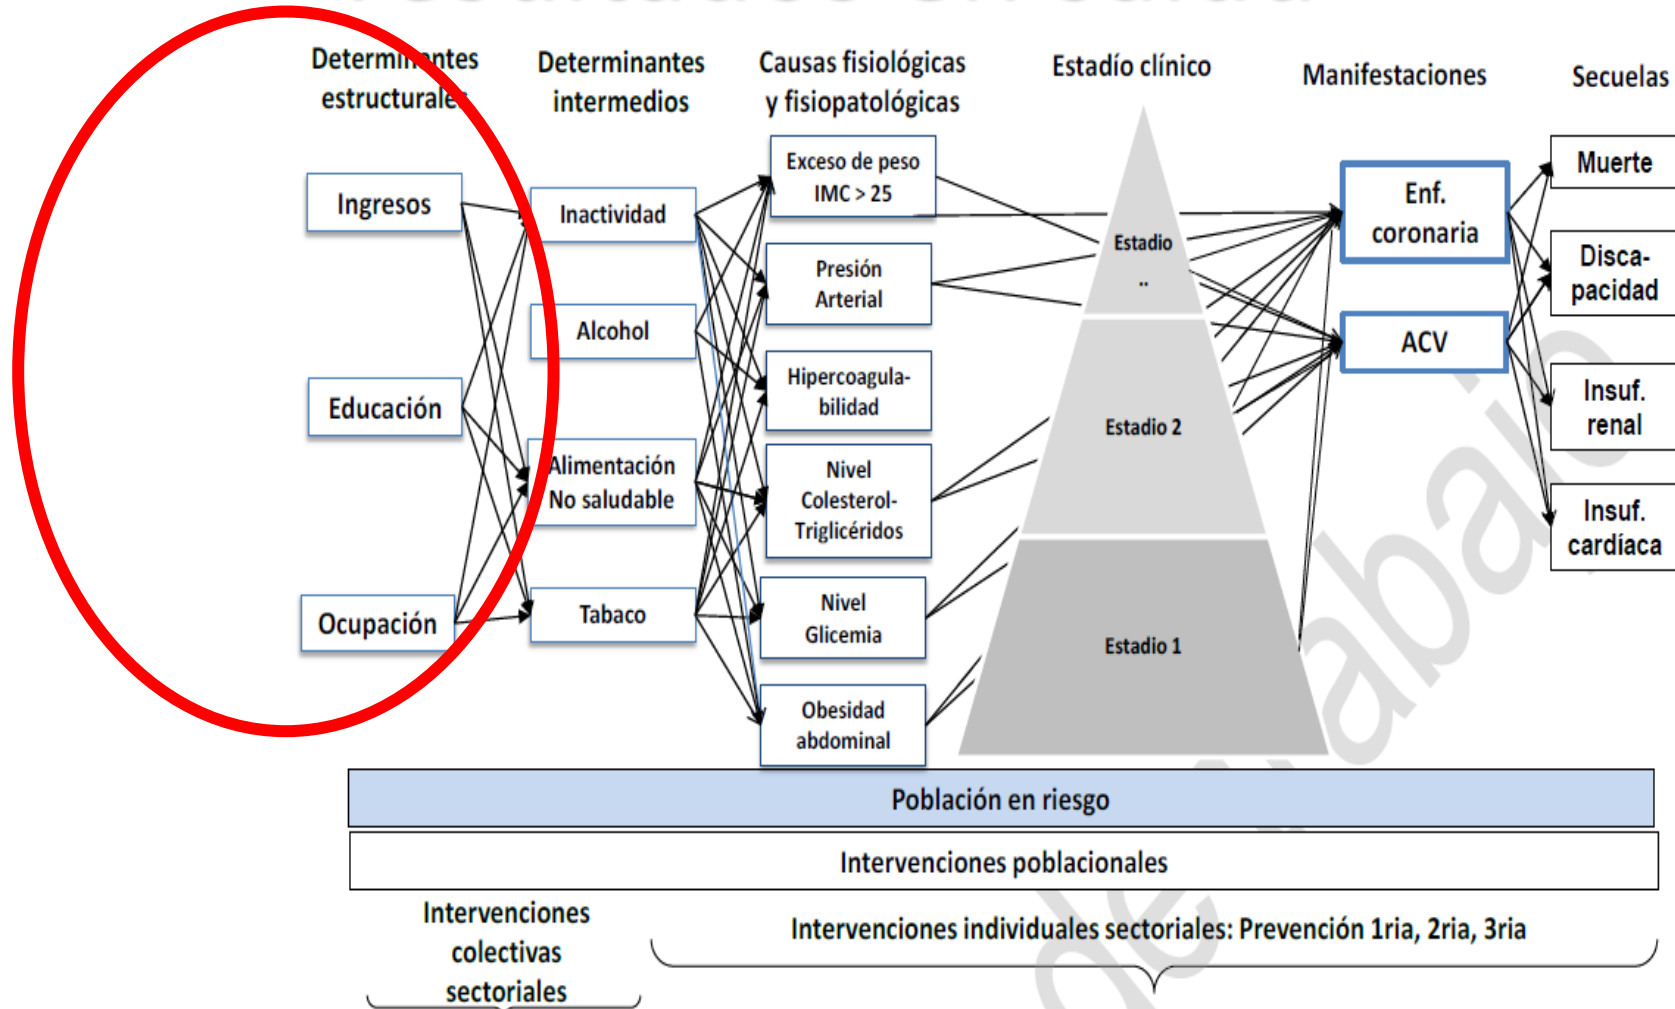 Determinantes
estructurales
Determinantes
intermedios
Causas fisiológicas
y fisiopatológicas
Estadío clínico
Manifestaciones
Secuelas
Ingresos
Educación
Ocupación
Inactividad
Alcohol
Alimentación
No saludable
Tabaco
Exceso de peso
IMC > 25
Presión
Arterial
Hipercoagula-
bilidad
Nivel
Colesterol-
Triglicéridos
Nivel
Glicemia
Obesidad
abdominal
Estadio
..
Estadio 2
Estadio 1
Enf.
coronaria
ACV
Muerte
Disca-
pacidad
Insuf.
renal
Insuf.
cardíaca
Población en riesgo
Intervenciones poblacionales
Intervenciones
colectivas
sectoriales
Intervenciones individuales sectoriales: Prevención 1ria, 2ria, 3ria
de